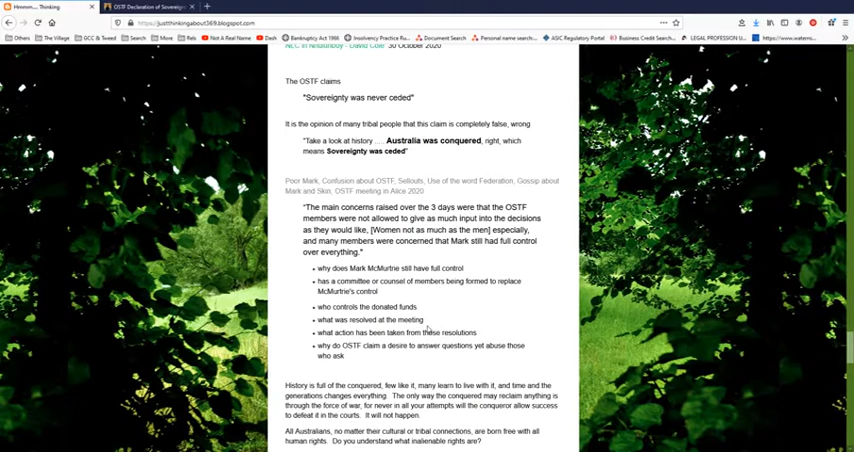 Hmmm.... Thinking
OSTF Declaration of Sovereignty
https://justthinkingabout369.blogspot.com
Others
The Village
GCC & Tweed
Search
More
Rels
Not A Real Name
Dumb Shit
Bankruptcy Act 1966
Insolvency Practice Ru...
Document Search
Personal name search...
ASIC Regulatory Portal
Business Credit Search...
LEGAL PROFESSION U...
NLC in Nhulunbuy - David Cole 30 October 2020
The OSTF claims
"Sovereignty was never ceded"
It is the opinion of many tribal people that this claim is completely false, wrong
"Take a look at history .... Australia was conquered, right, which
means Sovereignty was ceded"
Poor Mark, Confusion about OSTF, Sellouts, Use of the word Federation, Gossip about
Mark and Skin, OSTF meeting in Alice 2020
"The main concerns raised over the 3 days were that the OSTF
members were not allowed to give as much input into the decisions
as they would like, [Women not as much as the men] especially,
and many members were concerned that Mark still had full control
over everything."
• why does Mark McMurtrie still have full control
• has a committee or counsel of members being formed to replace
McMurtrie's control
• who controls the donated funds
• what was resolved at the meeting
• what action has been taken from those resolutions
• why do OSTF claim a desire to answer questions yet abuse those
who ask
History is full of the conquered, few like it, many learn to live with it, and time and the
generations changes everything. The only way the conquered may reclaim anything is
through the force of war, for never in all your attempts will the conqueror allow success
to defeat it in the courts. It will not happen.
All Australians, no matter their cultural or tribal connections, are born free with all
human rights. Do you understand what inalienable rights are?